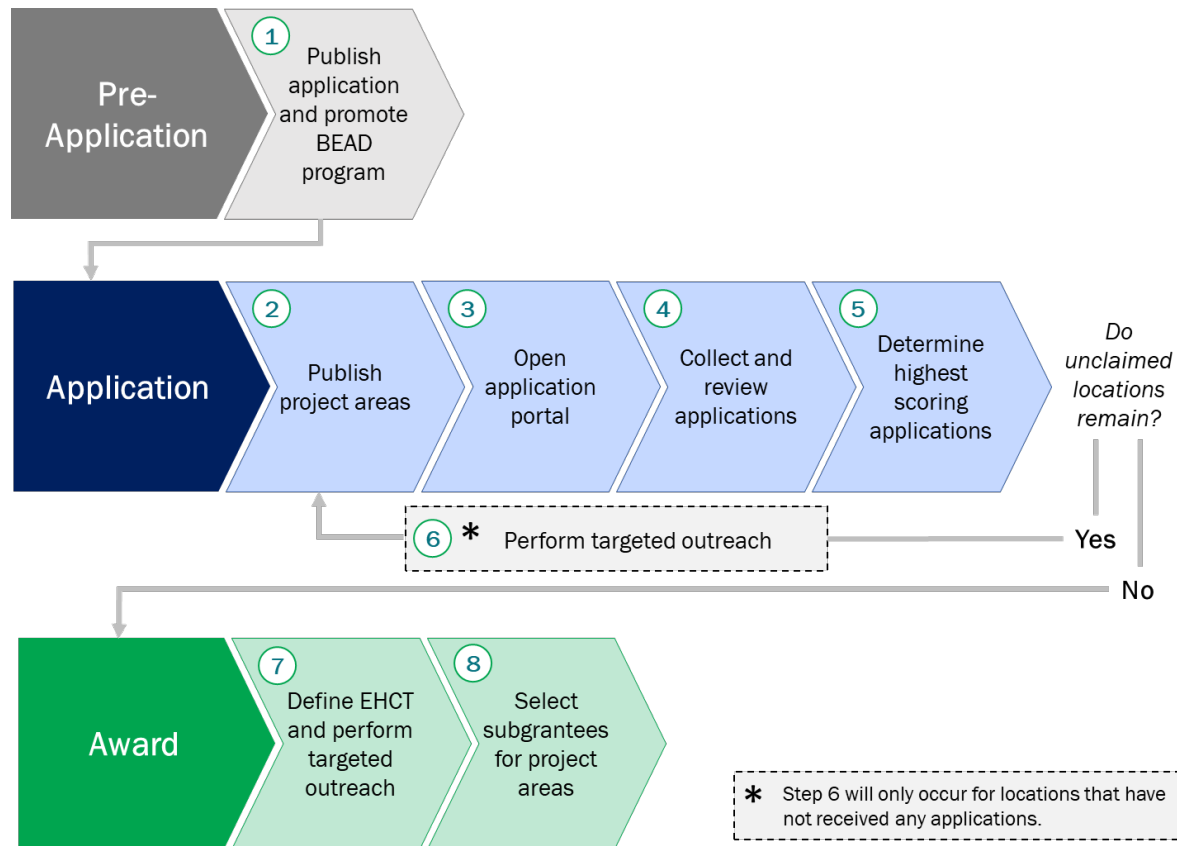 Pre-
Application
1
Publish
application
and promote
BEAD
program
Application
2
Publish
project areas
3
Open
application
portal
4
Collect and
review
applications
5
Determine
highest
scoring
applications
Do
unclaimed
locations
remain?
6 * Perform targeted outreach
Yes
No
Award
7
Define EHCT
and perform
targeted
outreach
8
Select
subgrantees
for project
areas
* Step 6 will only occur for locations that have
not received any applications.